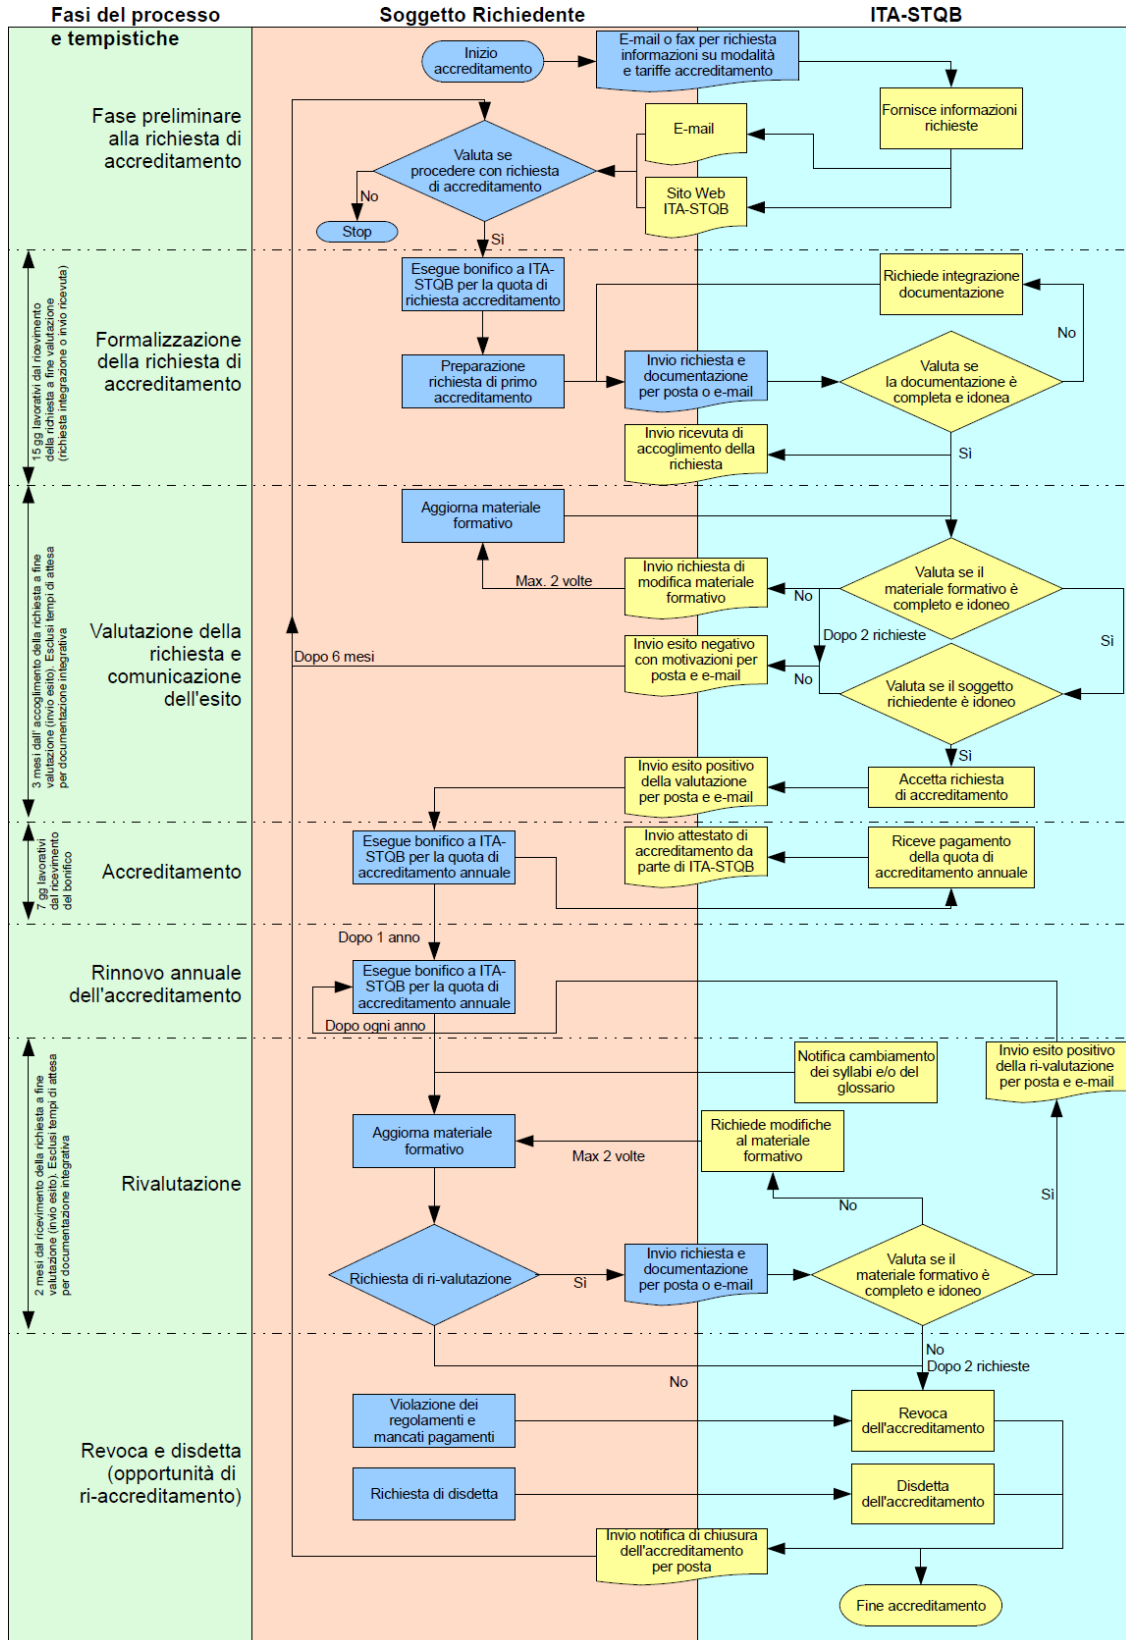 Fasi del processo
e tempistiche
Soggetto Richiedente
ITA-STQB
Fase preliminare
alla richiesta di
accreditamento
Inizio
accreditamento
E-mail o fax per richiesta
informazioni su modalità
e tariffe accreditamento
Fornisce informazioni
richieste
E-mail
Sito Web
ITA-STQB
Valuta se
procedere con richiesta
di accreditamento
No
Stop
Sì
15 gg lavorativi dal ricevimento
della richiesta a fine valutazione
(richiesta integrazione o invio ricevuta)
Formalizzazione
della richiesta di
accreditamento
Esegue bonifico a ITA-
STQB per la quota di
richiesta accreditamento
Richiede integrazione
documentazione
No
Preparazione
richiesta di primo
accreditamento
Invio richiesta e
documentazione
per posta o e-mail
Valuta se
la documentazione è
completa e idonea
Invio ricevuta di
accoglimento della
richiesta
Sì
3 mesi dall' accoglimento della richiesta a fine
valutazione (invio esito). Esclusi tempi di attesa
per documentazione integrativa
Valutazione della
richiesta e
comunicazione
dell'esito
Aggiorna materiale
formativo
Max. 2 volte
Invio richiesta di
modifica materiale
formativo
No
Valuta se il
materiale formativo è
completo e idoneo
Dopo 2 richieste
Sì
Dopo 6 mesi
Invio esito negativo
con motivazioni per
posta e e-mail
No
Valuta se il soggetto
richiedente è idoneo
Sì
Invio esito positivo
della valutazione
per posta e e-mail
Accetta richiesta
di accreditamento
7 gg lavorativi
dal ricevimento
del bonifico
Accreditamento
Esegue bonifico a ITA-
STQB per la quota di
accreditamento annuale
Invio attestato di
accreditamento da
parte di ITA-STQB
Riceve pagamento
della quota di
accreditamento annuale
Dopo 1 anno
Rinnovo annuale
dell'accreditamento
Esegue bonifico a ITA-
STQB per la quota di
accreditamento annuale
Dopo ogni anno
2 mesi dal ricevimento della richiesta a fine
valutazione (invio esito). Esclusi tempi di attesa
per documentazione integrativa
Rivalutazione
Notifica cambiamento
dei syllabi e/o del
glossario
Invio esito positivo
della ri-valutazione
per posta e e-mail
Aggiorna materiale
formativo
Max 2 volte
Richiede modifiche
al materiale
formativo
No
Sì
Richiesta di ri-valutazione
Sì
Invio richiesta e
documentazione
per posta o e-mail
Valuta se il
materiale formativo è
completo e idoneo
No
Dopo 2 richieste
No
Revoca e disdetta
(opportunità di
ri-accreditamento)
Violazione dei
regolamenti e
mancati pagamenti
Revoca
dell'accreditamento
Richiesta di disdetta
Disdetta
dell'accreditamento
Invio notifica di chiusura
dell'accreditamento
per posta
Fine accreditamento